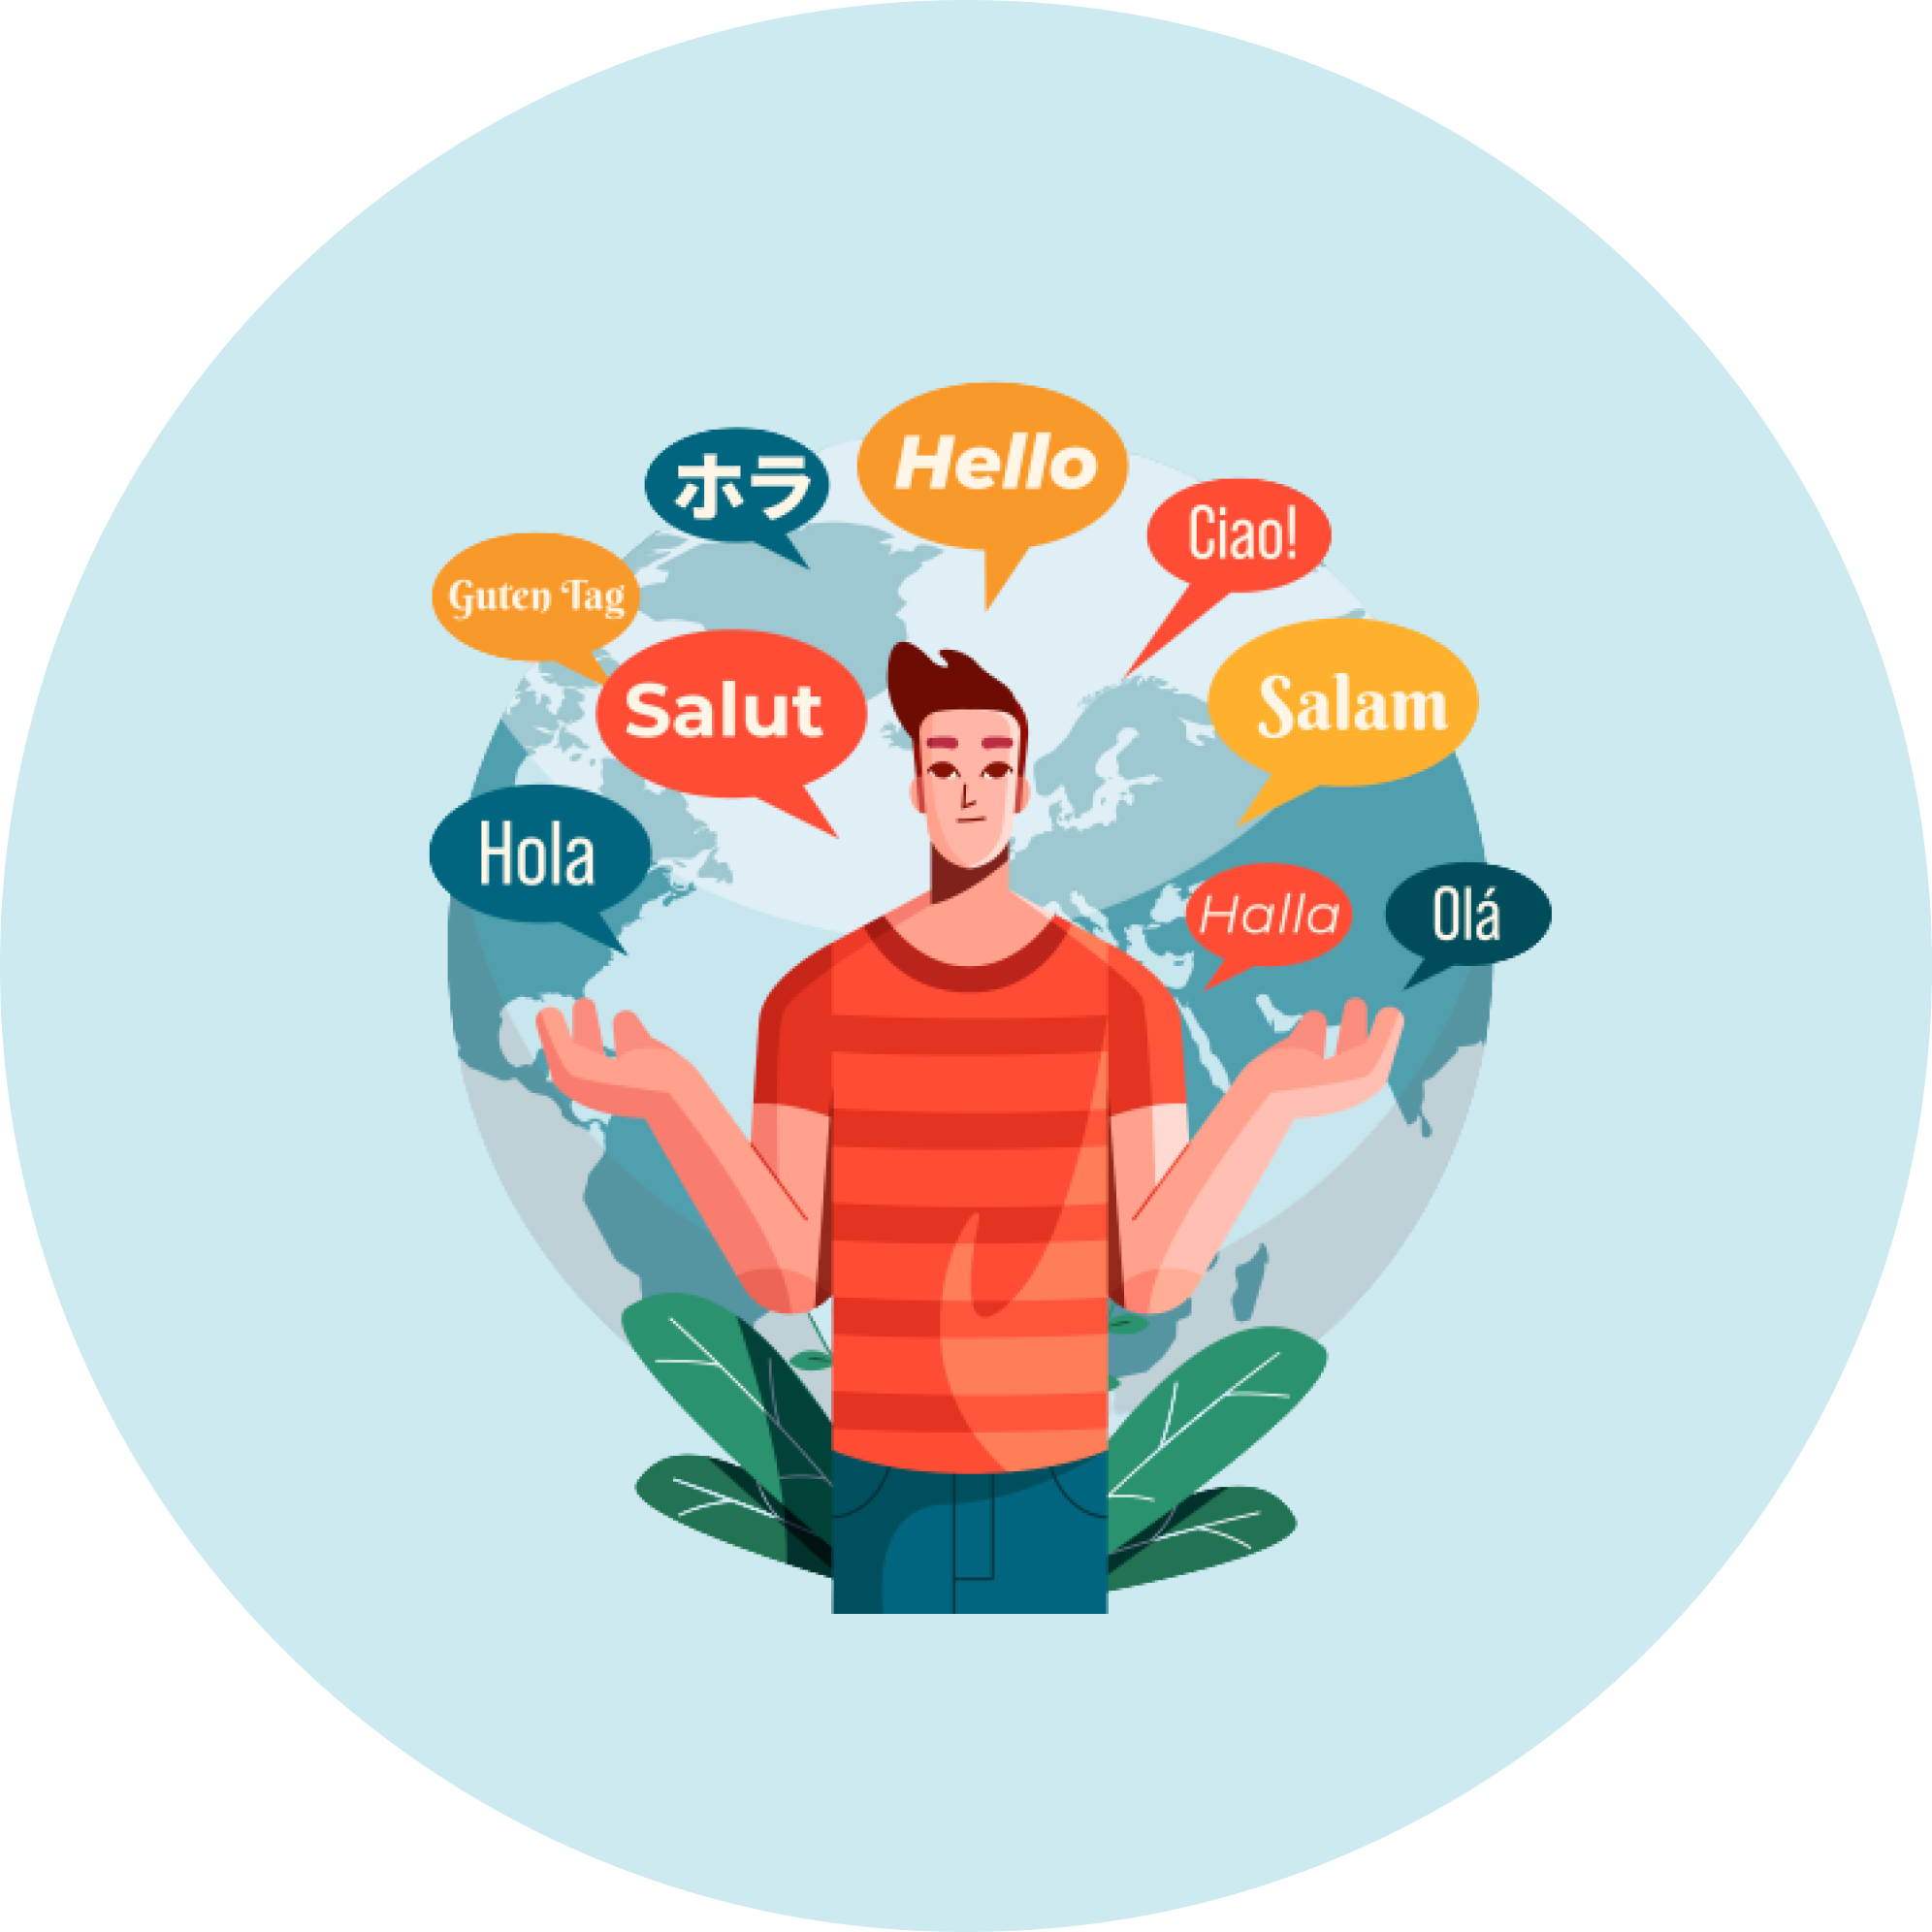 Hello
ホラ
Ciao!
Guten Tag
Salut
Salam
Hola
Halla
Olá